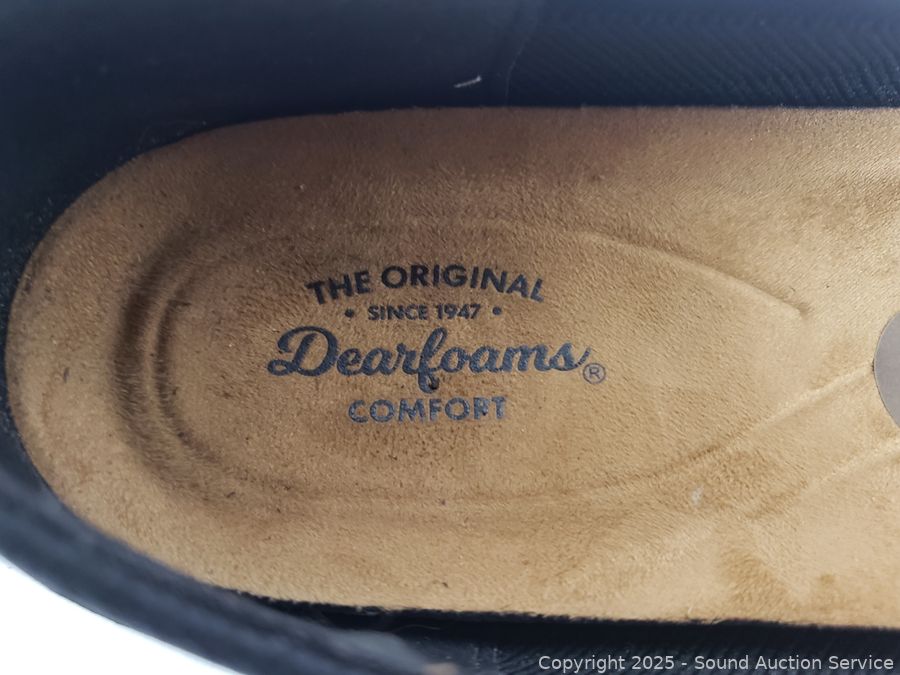 THE ORIGINAL
• SINCE 1947 •
Dearfoams®
COMFORT
Copyright 2025 - Sound Auction Service